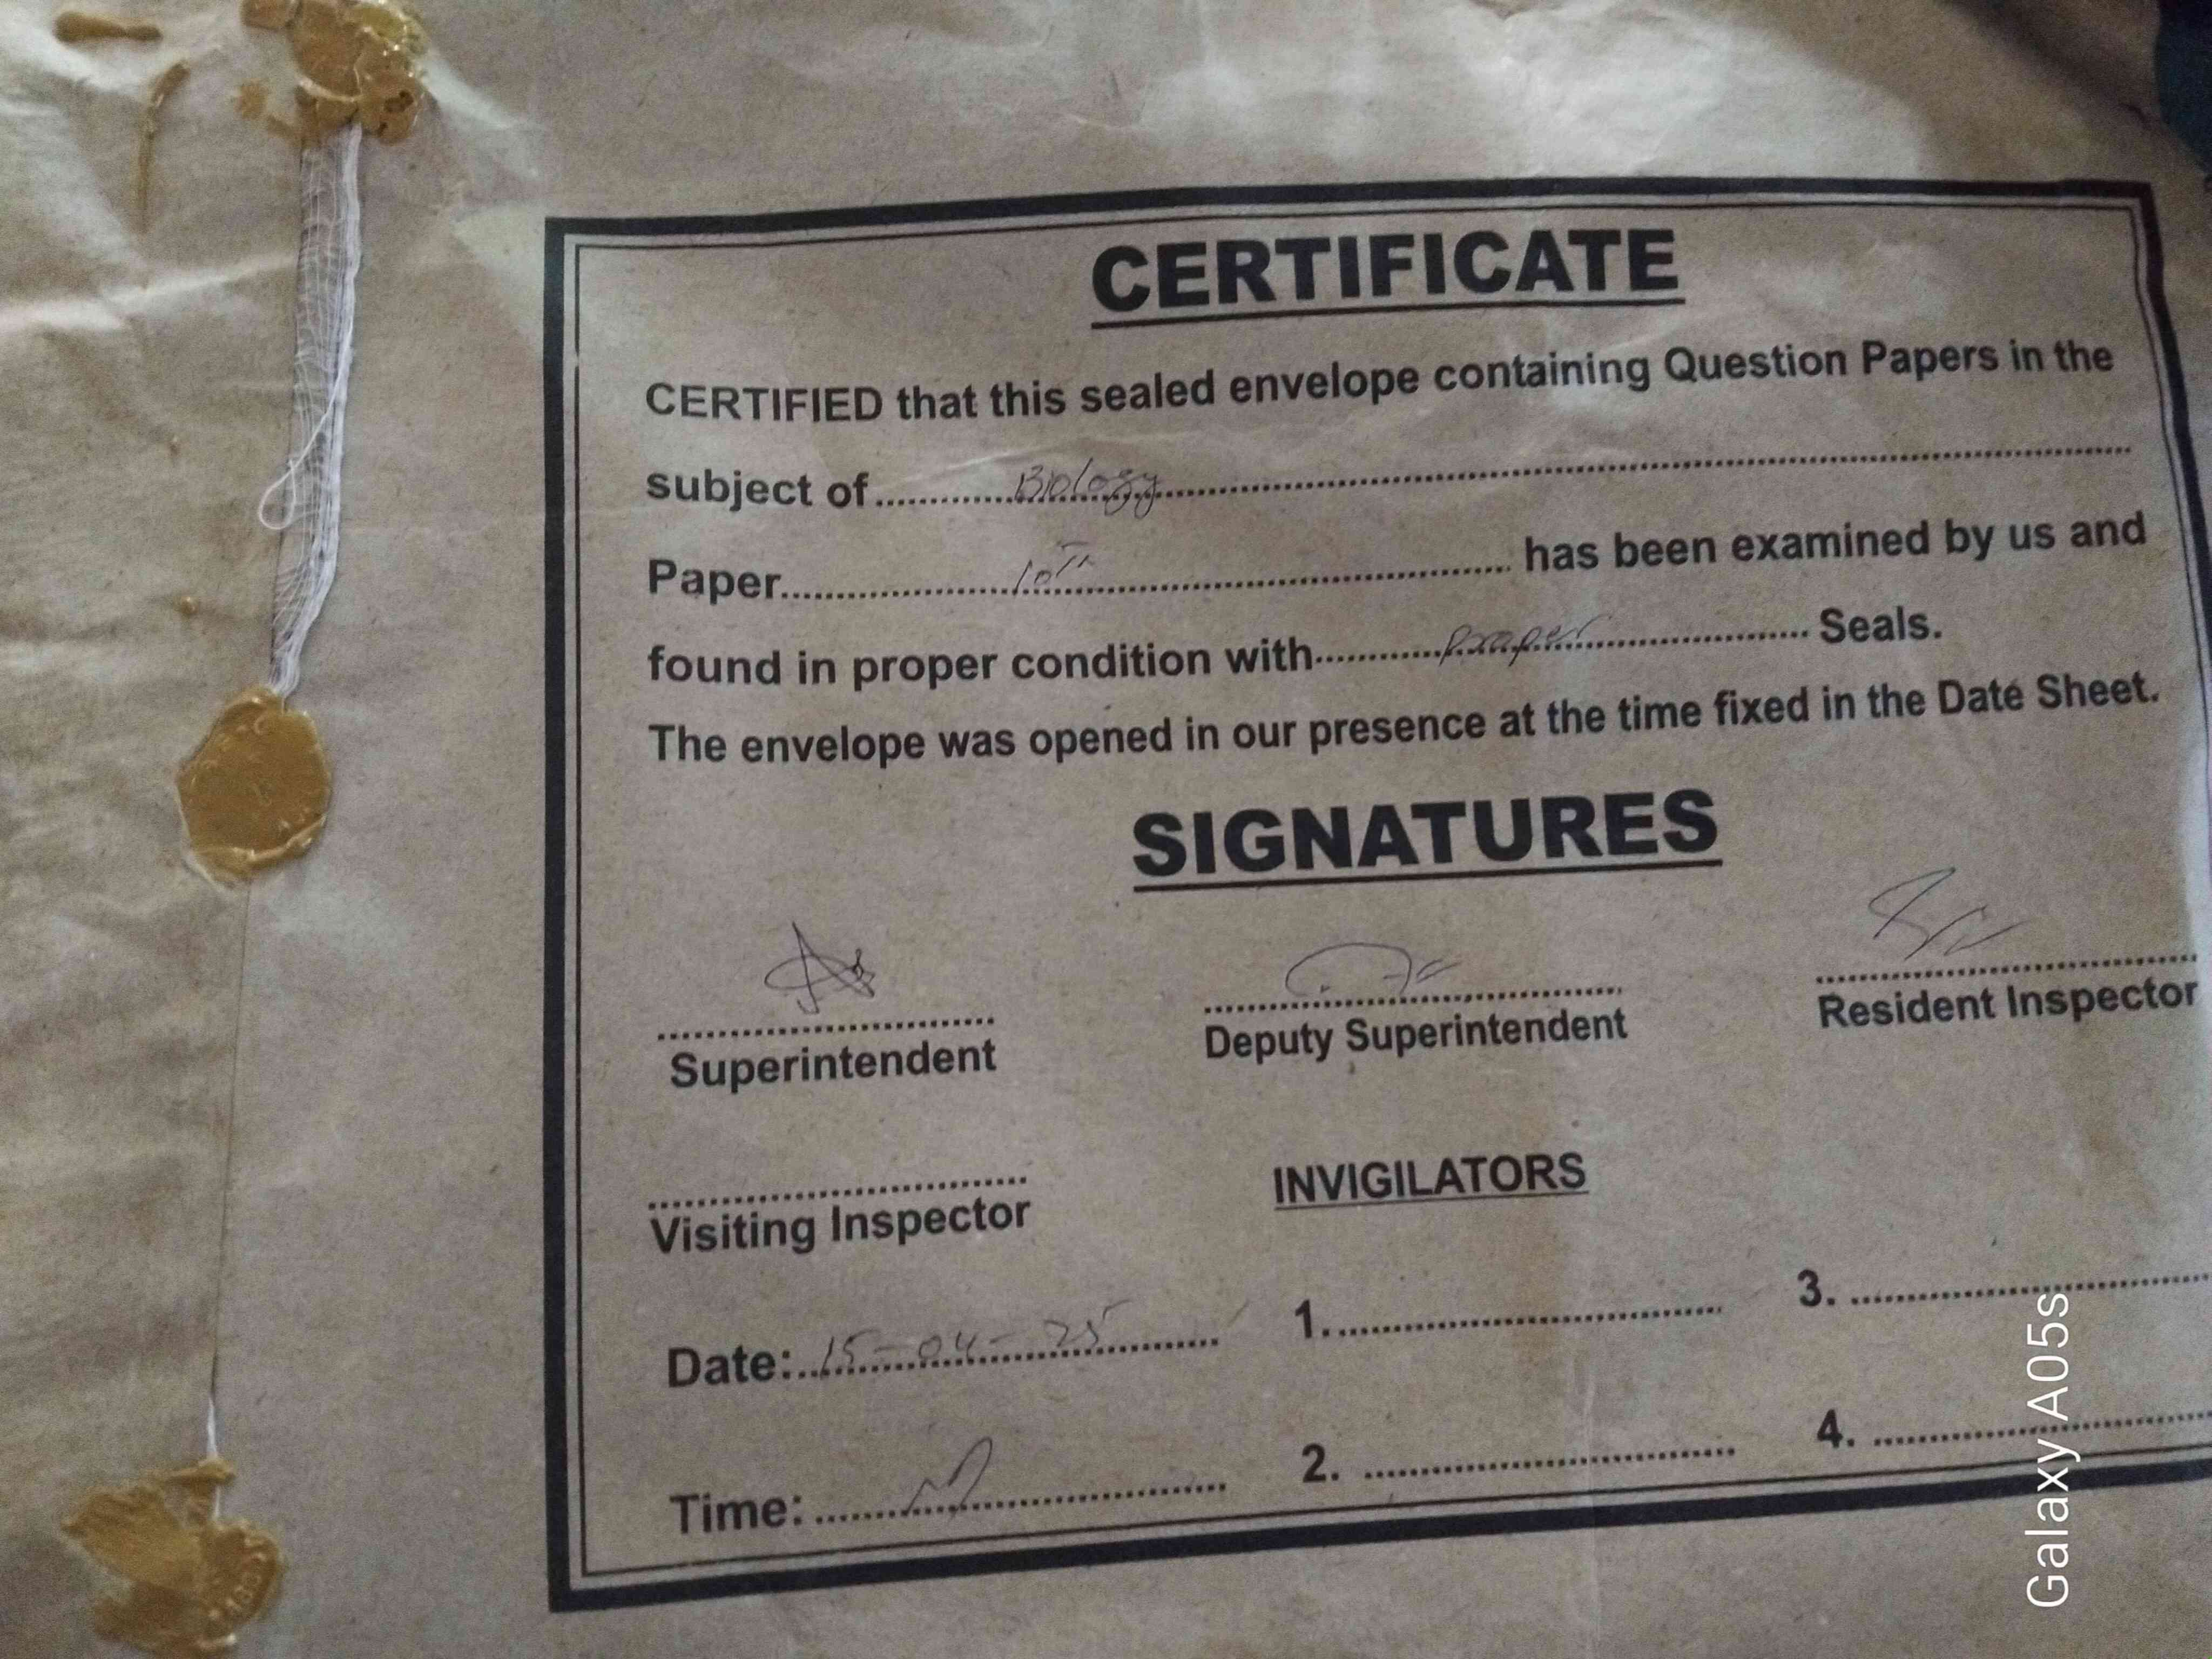 CERTIFICATE
CERTIFIED that this sealed envelope containing Question Papers in the
subject of Biology
Paper 10th has been examined by us and
found in proper condition with proper Seals.
The envelope was opened in our presence at the time fixed in the Date Sheet.
SIGNATURES
Superintendent Deputy Superintendent Resident Inspector
Visiting Inspector INVIGILATORS
Date: 15-04-25 1. 3.
Time: 2. 4.
Galaxy A05s